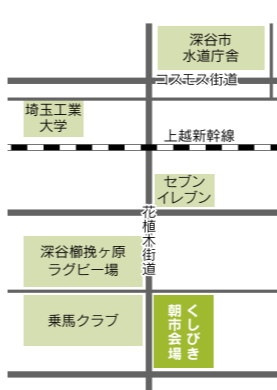 深谷市
水道庁舎
コスモス街道
埼玉工業
大学
上越新幹線
セブン
イレブン
花植木街道
深谷櫛挽ヶ原
ラグビー場
乗馬クラブ
くしびき
朝市会場